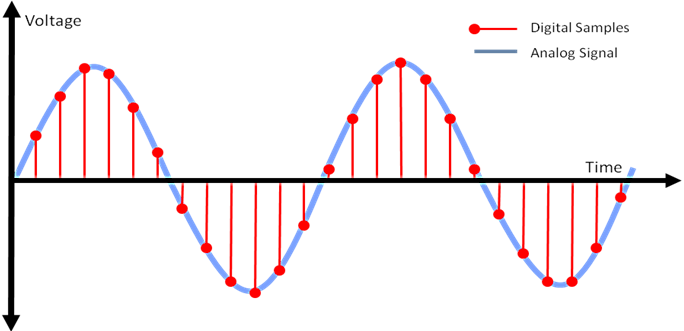 Voltage
Digital Samples
Analog Signal
Time